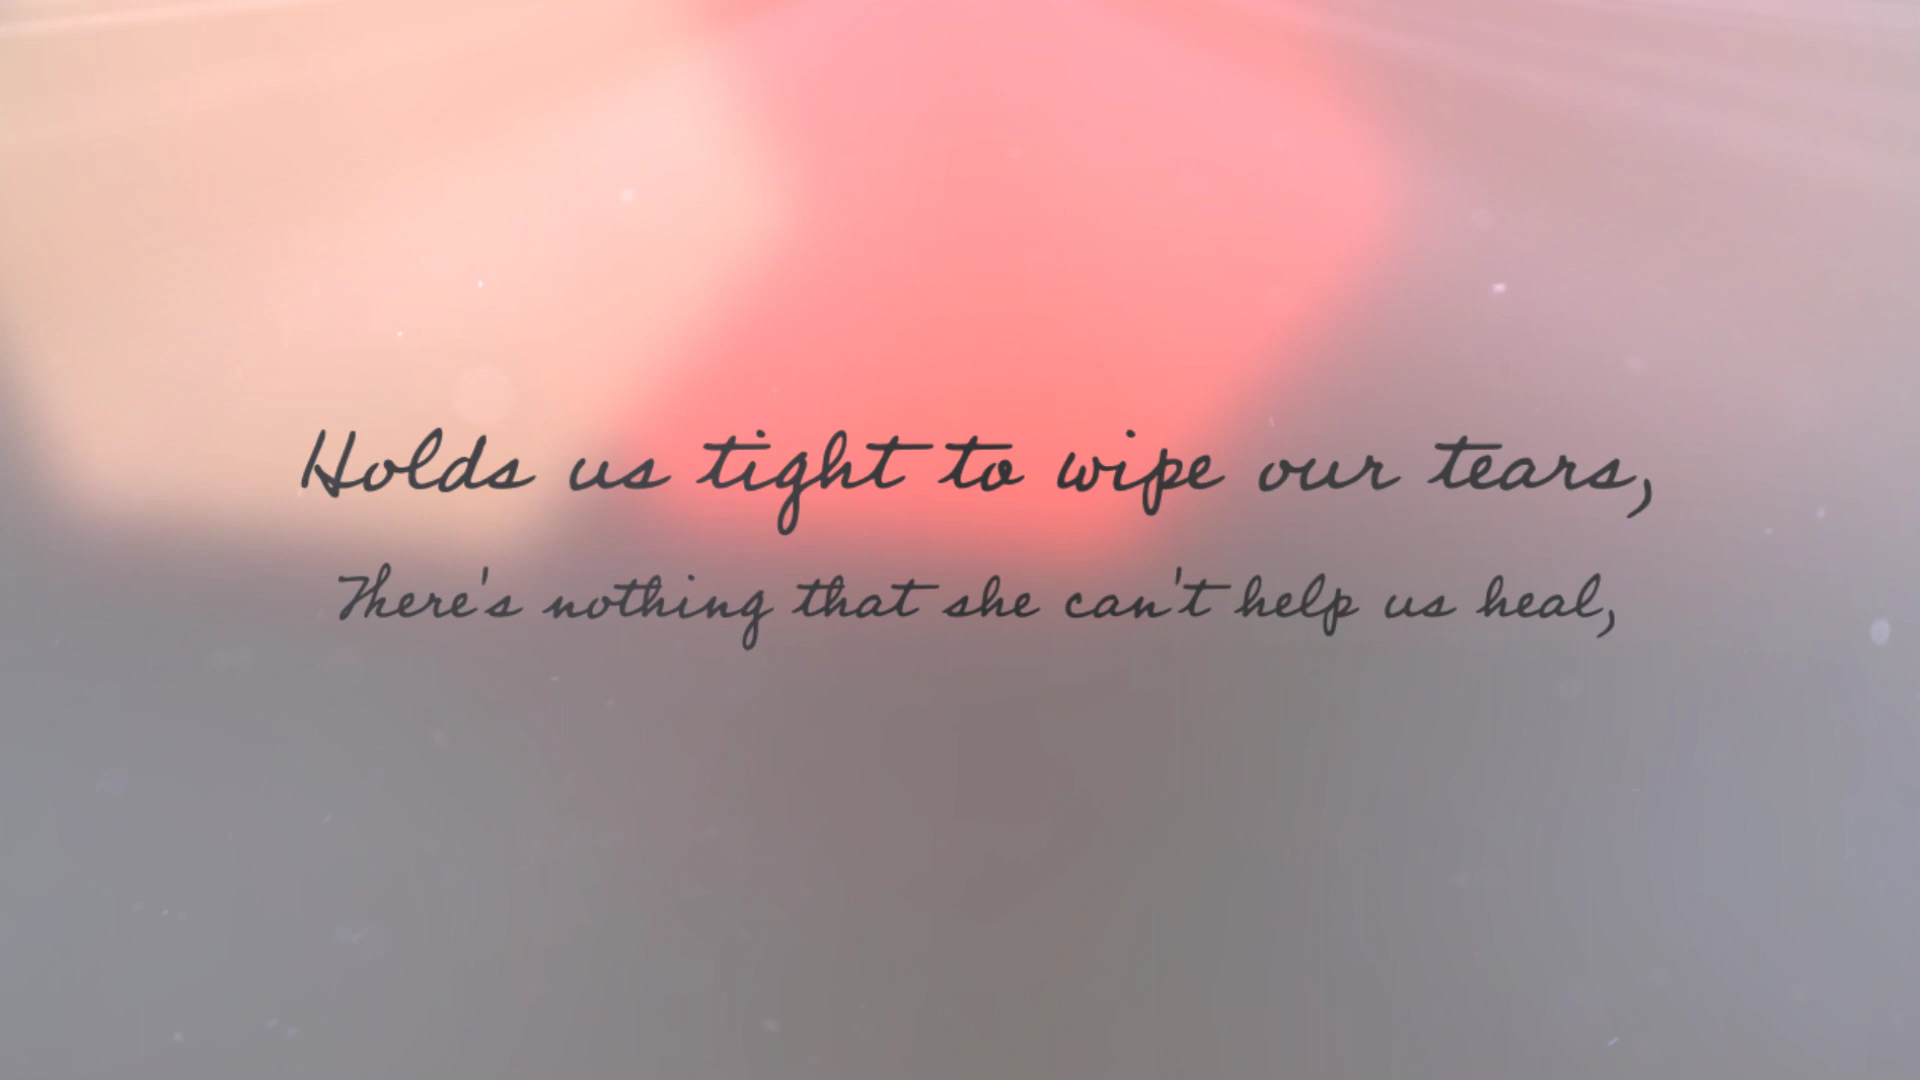 Holds us tight to wipe our tears,
There's nothing that she can't help us heal,